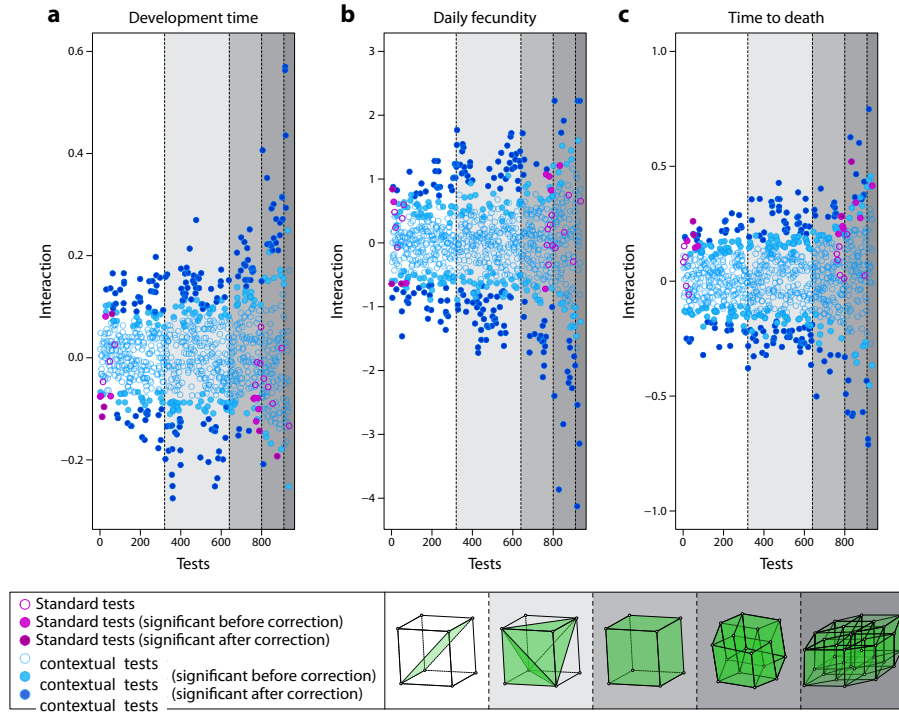 a Development time
b Daily fecundity
c Time to death
0.6
0.4
0.2
0.0
−0.2
Interaction
0 200 400 600 800
Tests
3
2
1
0
−1
−2
−3
−4
Interaction
0 200 400 600 800
Tests
1.0
0.5
0
−0.5
−1.0
Interaction
0 200 400 600 800
Tests
Standard tests
Standard tests (significant before correction)
Standard tests (significant after correction)
contextual tests
contextual tests (significant before correction)
contextual tests (significant after correction)